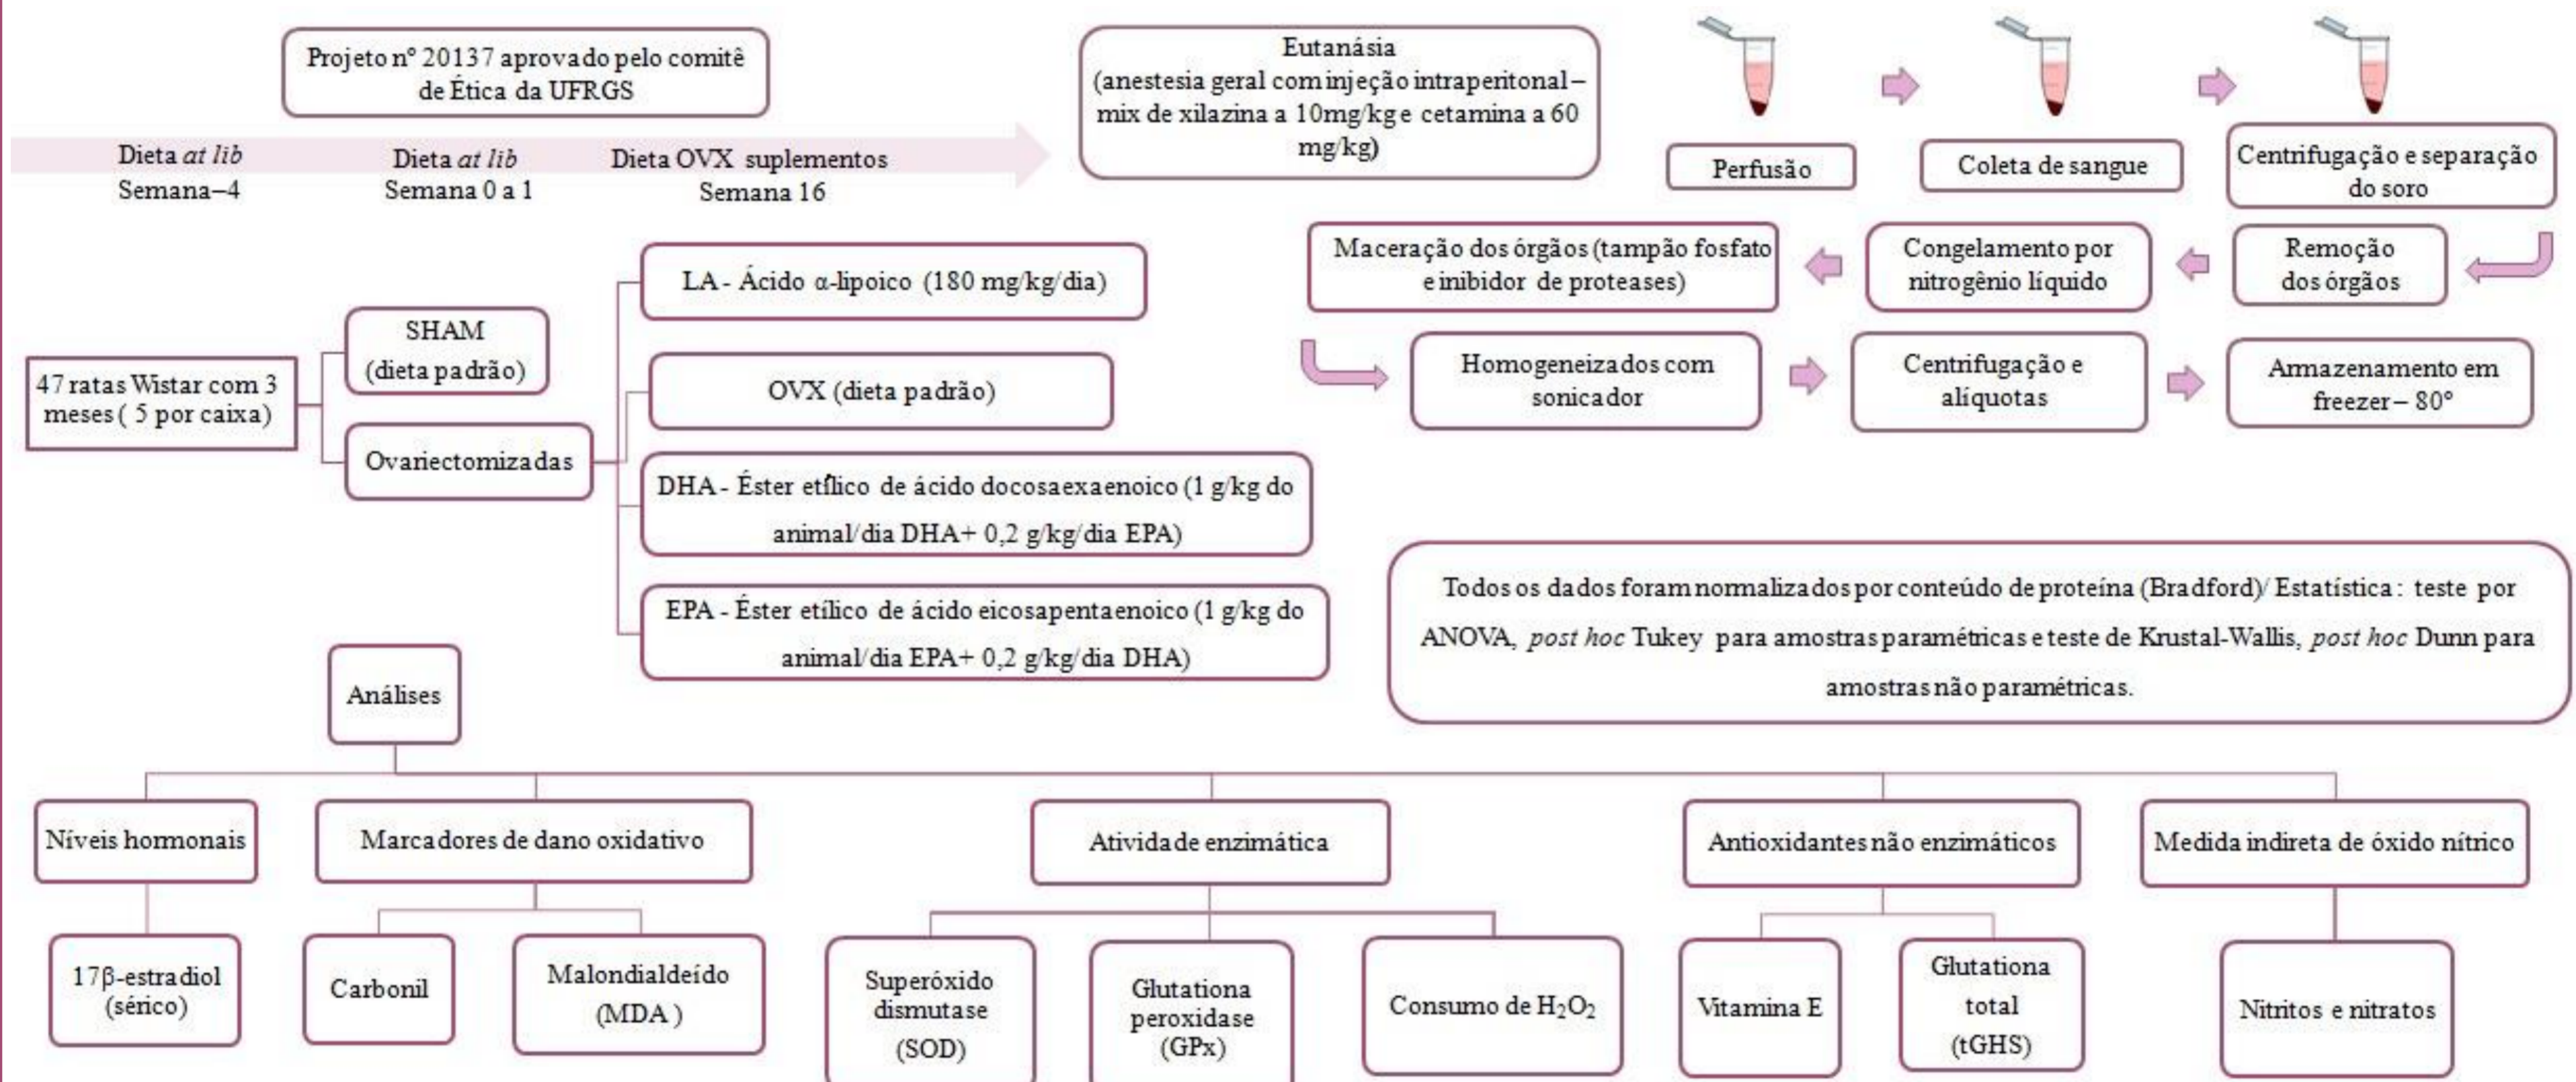 Projeto nº 20137 aprovado pelo comitê
de Ética da UFRGS
Dieta at lib
Semana–4
Dieta at lib
Semana 0 a 1
Dieta OVX suplementos
Semana 16
Eutanásia
(anestesia geral com injeção intraperitonal–
mix de xilazina a 10mg/kg e cetamina a 60
mg/kg)
Perfusão
Coleta de sangue
Centrifugação e separação
do soro
Remoção
dos órgãos
Congelamento por
nitrogênio líquido
Maceração dos órgãos (tampão fosfato
e inibidor de proteases)
Homogeneizados com
sonicador
Centrifugação e
alíquotas
Armazenamento em
freezer– 80°
47 ratas Wistar com 3
meses ( 5 por caixa)
SHAM
(dieta padrão)
Ovariectomizadas
LA - Ácido α-lipoico (180 mg/kg/dia)
OVX (dieta padrão)
DHA - Éster etílico de ácido docosaexaenoico (1 g/kg do
animal/dia DHA+ 0,2 g/kg/dia EPA)
EPA - Éster etílico de ácido eicosapentaenoico (1 g/kg do
animal/dia EPA+ 0,2 g/kg/dia DHA)
Todos os dados foram normalizados por conteúdo de proteína (Bradford)/ Estatística : teste por
ANOVA, post hoc Tukey para amostras paramétricas e teste de Krustal-Wallis, post hoc Dunn para
amostras não paramétricas.
Análises
Níveis hormonais
Marcadores de dano oxidativo
Atividade enzimática
Antioxidantes não enzimáticos
Medida indireta de óxido nítrico
17β-estradiol
(sérico)
Carbonil
Malondialdeído
(MDA )
Superóxido
dismutase
(SOD)
Glutationa
peroxidase
(GPx)
Consumo de H₂O₂
Vitamina E
Glutationa
total
(tGHS)
Nitritos e nitratos